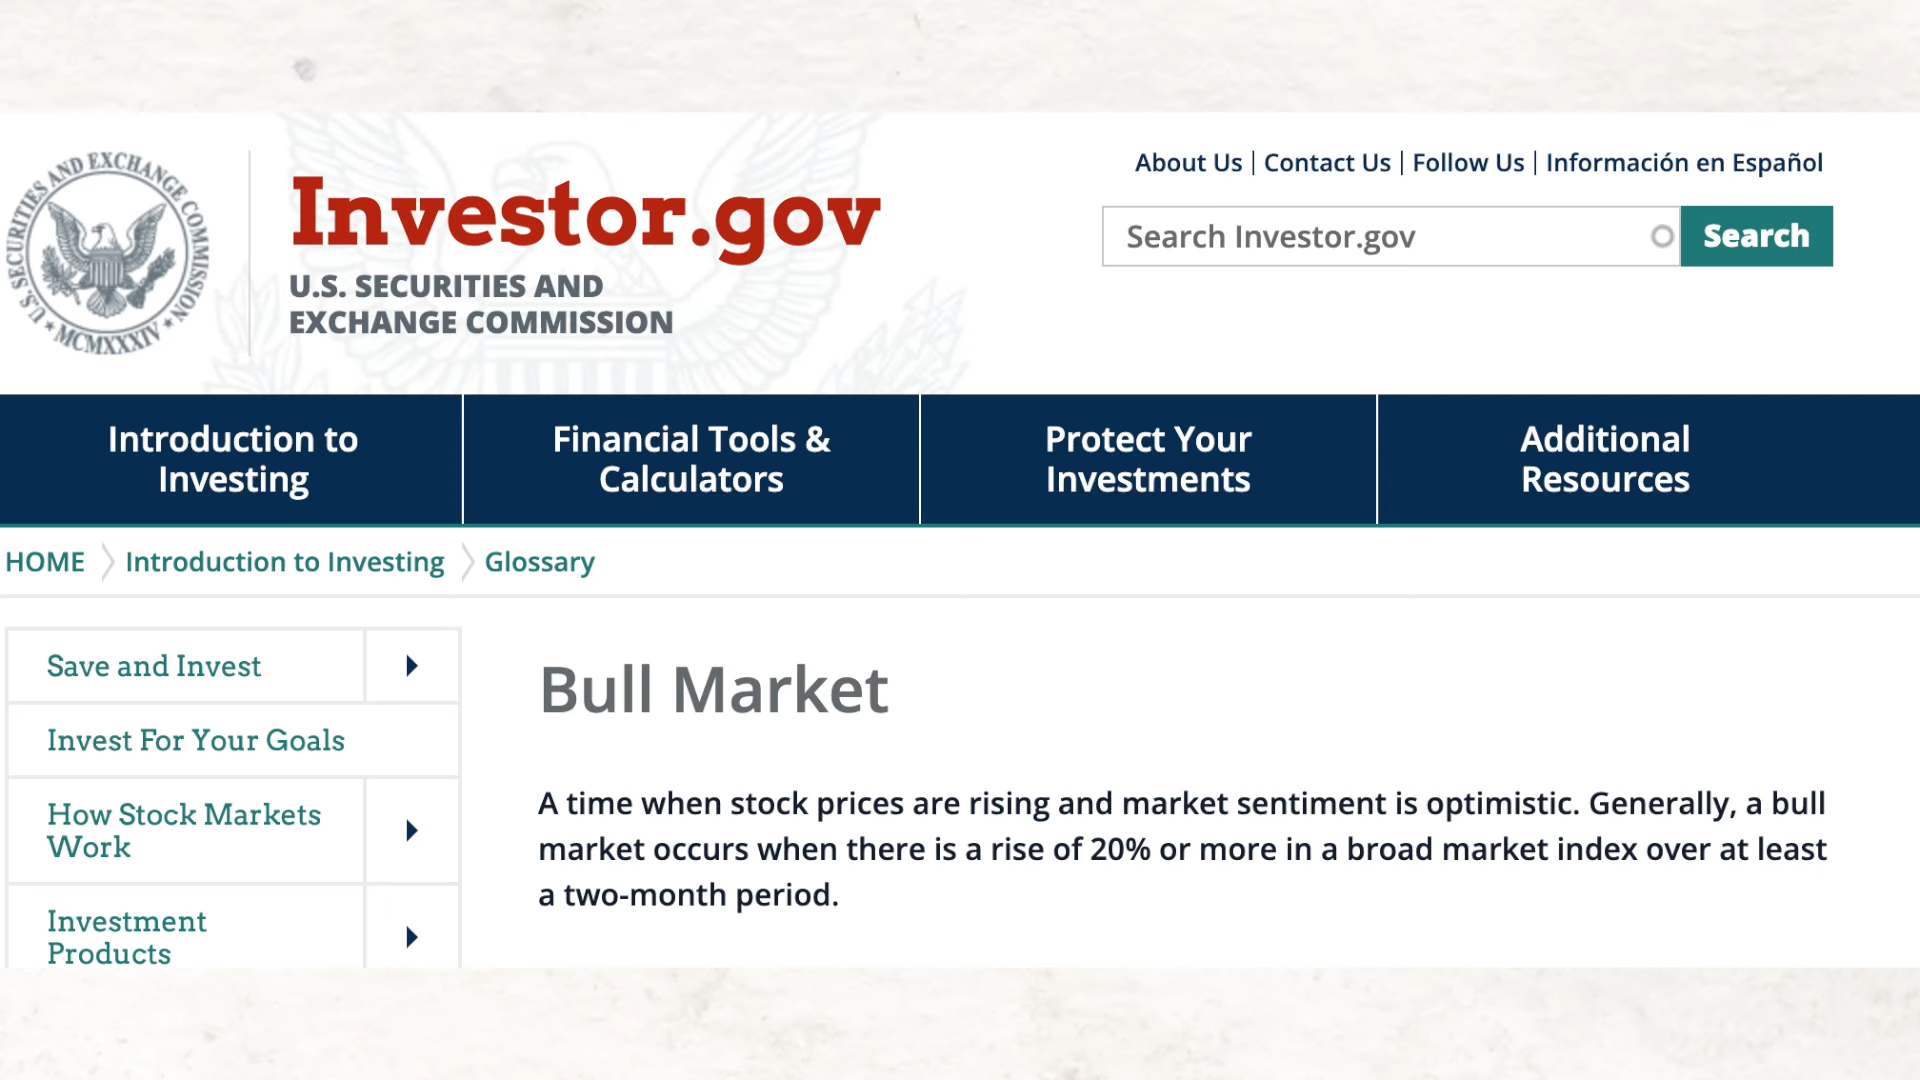 U.S. SECURITIES AND EXCHANGE COMMISSION
MCMXXXIV
Investor.gov
U.S. SECURITIES AND
EXCHANGE COMMISSION
About Us | Contact Us | Follow Us | Información en Español
Search Investor.gov
Search
Introduction to
Investing
Financial Tools &
Calculators
Protect Your
Investments
Additional
Resources
HOME
Introduction to Investing
Glossary
Save and Invest
Invest For Your Goals
How Stock Markets
Work
Investment
Products
Bull Market
A time when stock prices are rising and market sentiment is optimistic. Generally, a bull
market occurs when there is a rise of 20% or more in a broad market index over at least
a two-month period.